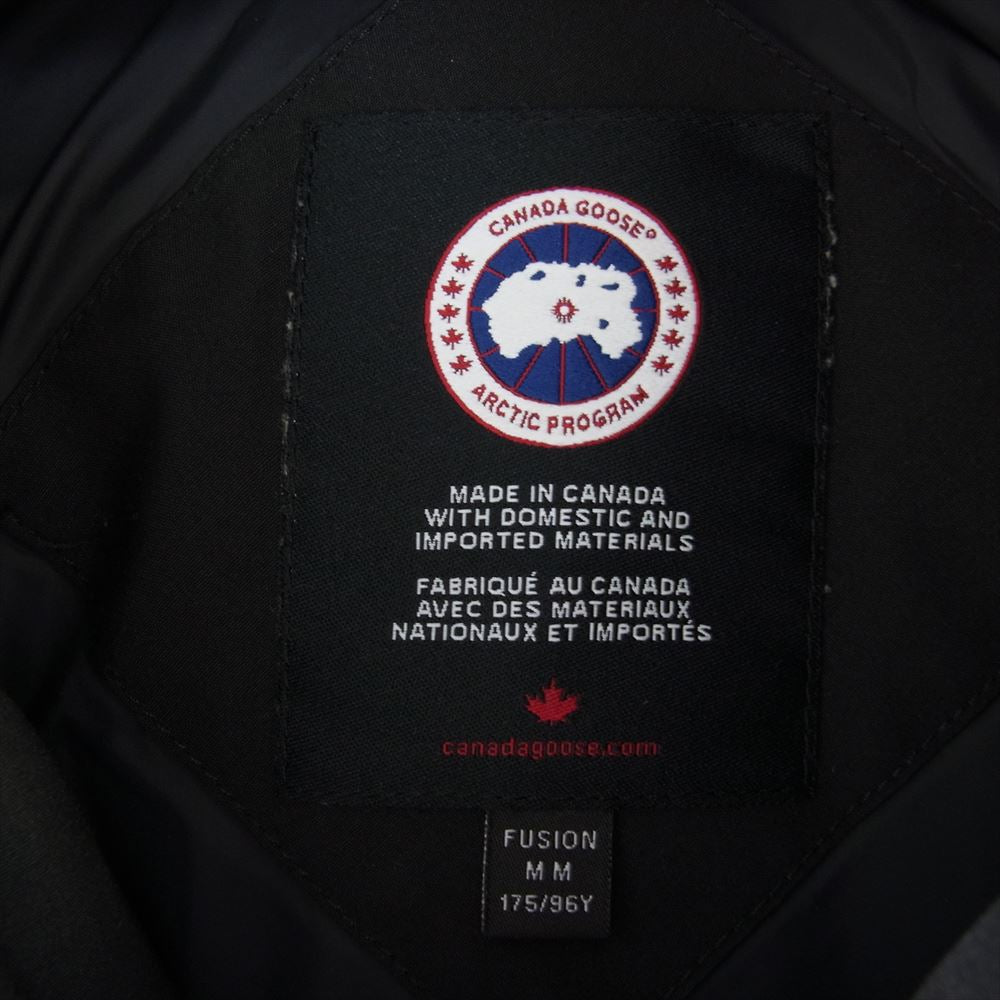 CANADA GOOSE
ARCTIC PROGRAM
MADE IN CANADA
WITH DOMESTIC AND
IMPORTED MATERIALS
FABRIQUÉ AU CANADA
AVEC DES MATERIAUX
NATIONAUX ET IMPORTÉS
canadagoose.com
FUSION
M M
175/96Y